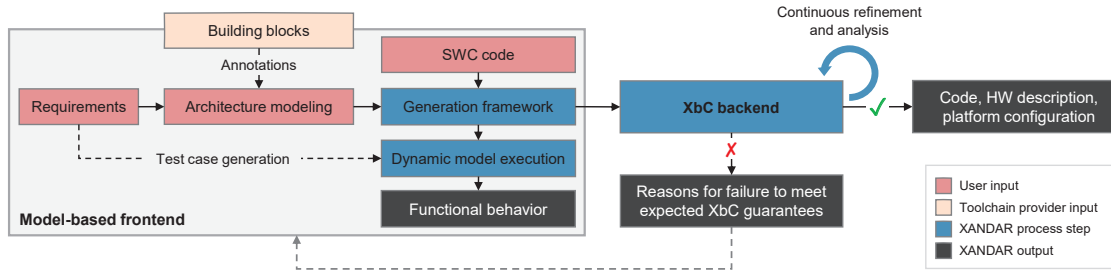 Building blocks
Annotations
Requirements
Architecture modeling
SWC code
Generation framework
Test case generation
Dynamic model execution
Functional behavior
Model-based frontend
Continuous refinement
and analysis
XbC backend
Code, HW description,
platform configuration
Reasons for failure to meet
expected XbC guarantees
User input
Toolchain provider input
XANDAR process step
XANDAR output